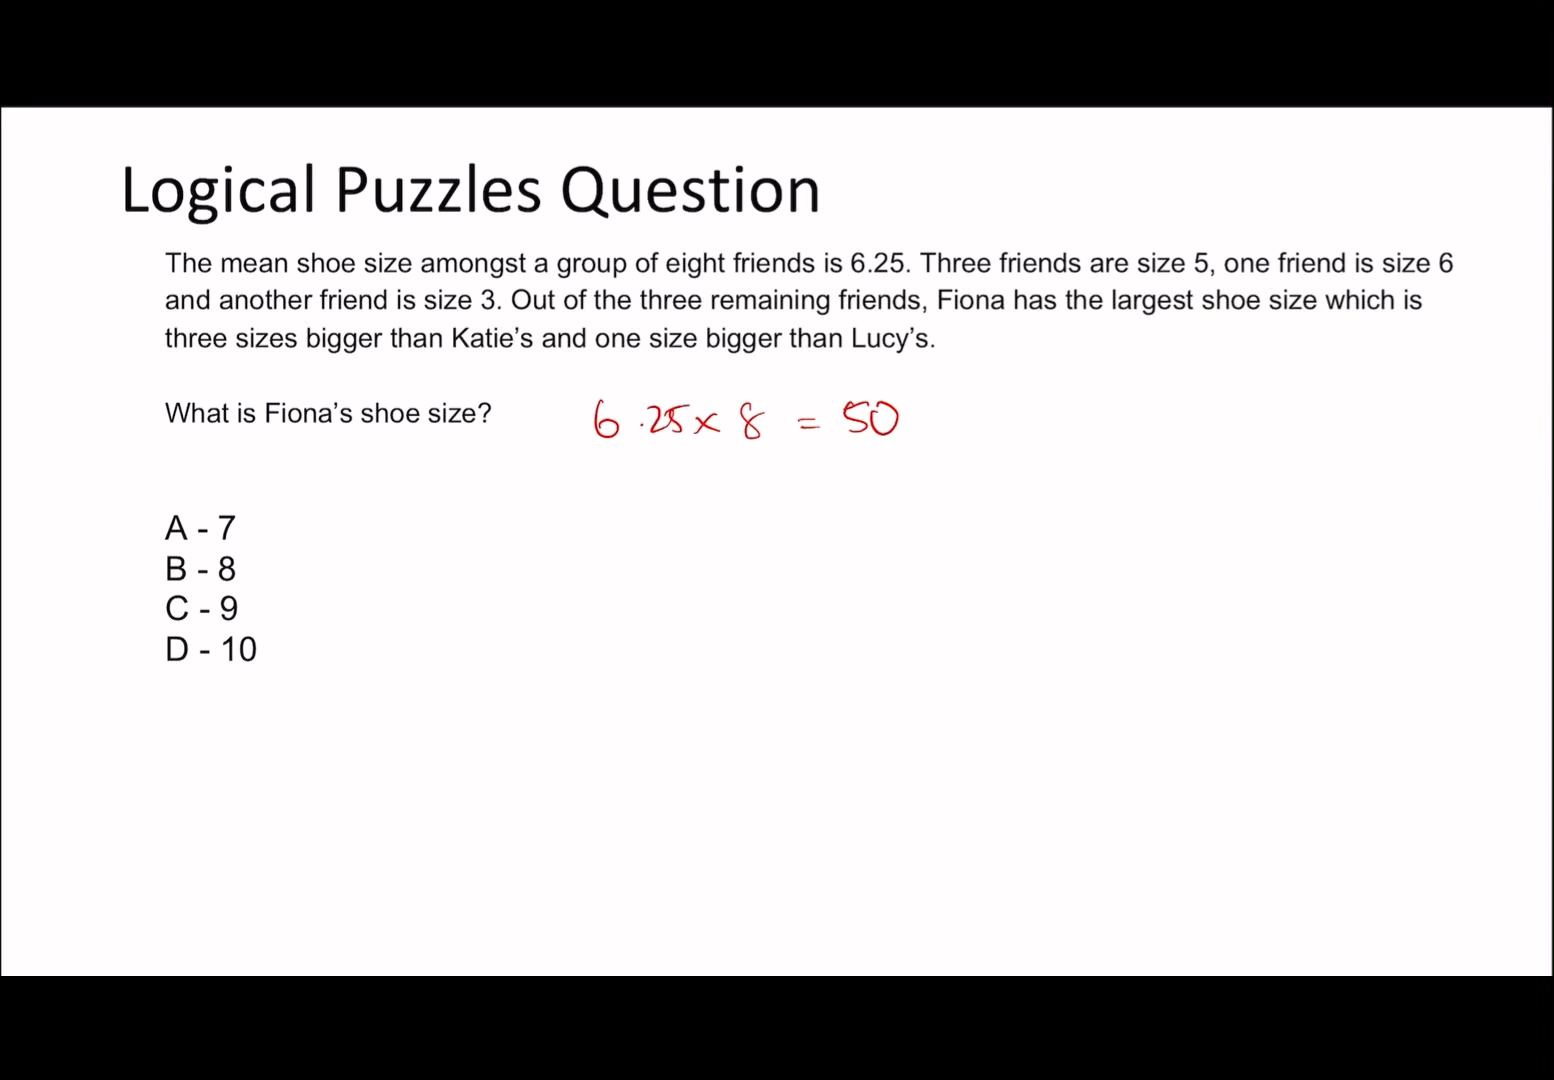 Logical Puzzles Question
The mean shoe size amongst a group of eight friends is 6.25. Three friends are size 5, one friend is size 6
and another friend is size 3. Out of the three remaining friends, Fiona has the largest shoe size which is
three sizes bigger than Katie’s and one size bigger than Lucy’s.
What is Fiona’s shoe size?
6.25 x 8 = 50
A - 7
B - 8
C - 9
D - 10